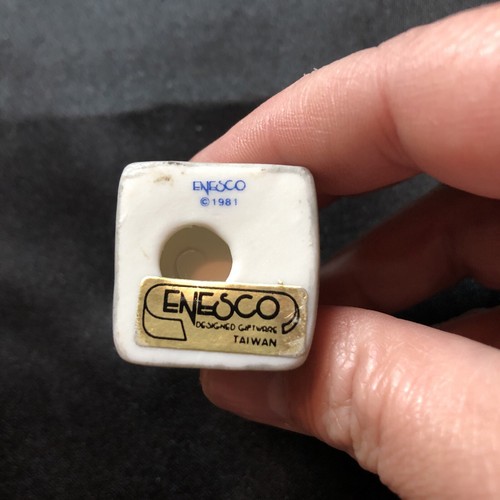 ENESCO
©1981
ENESCO
DESIGNED GIFTWARE
TAIWAN